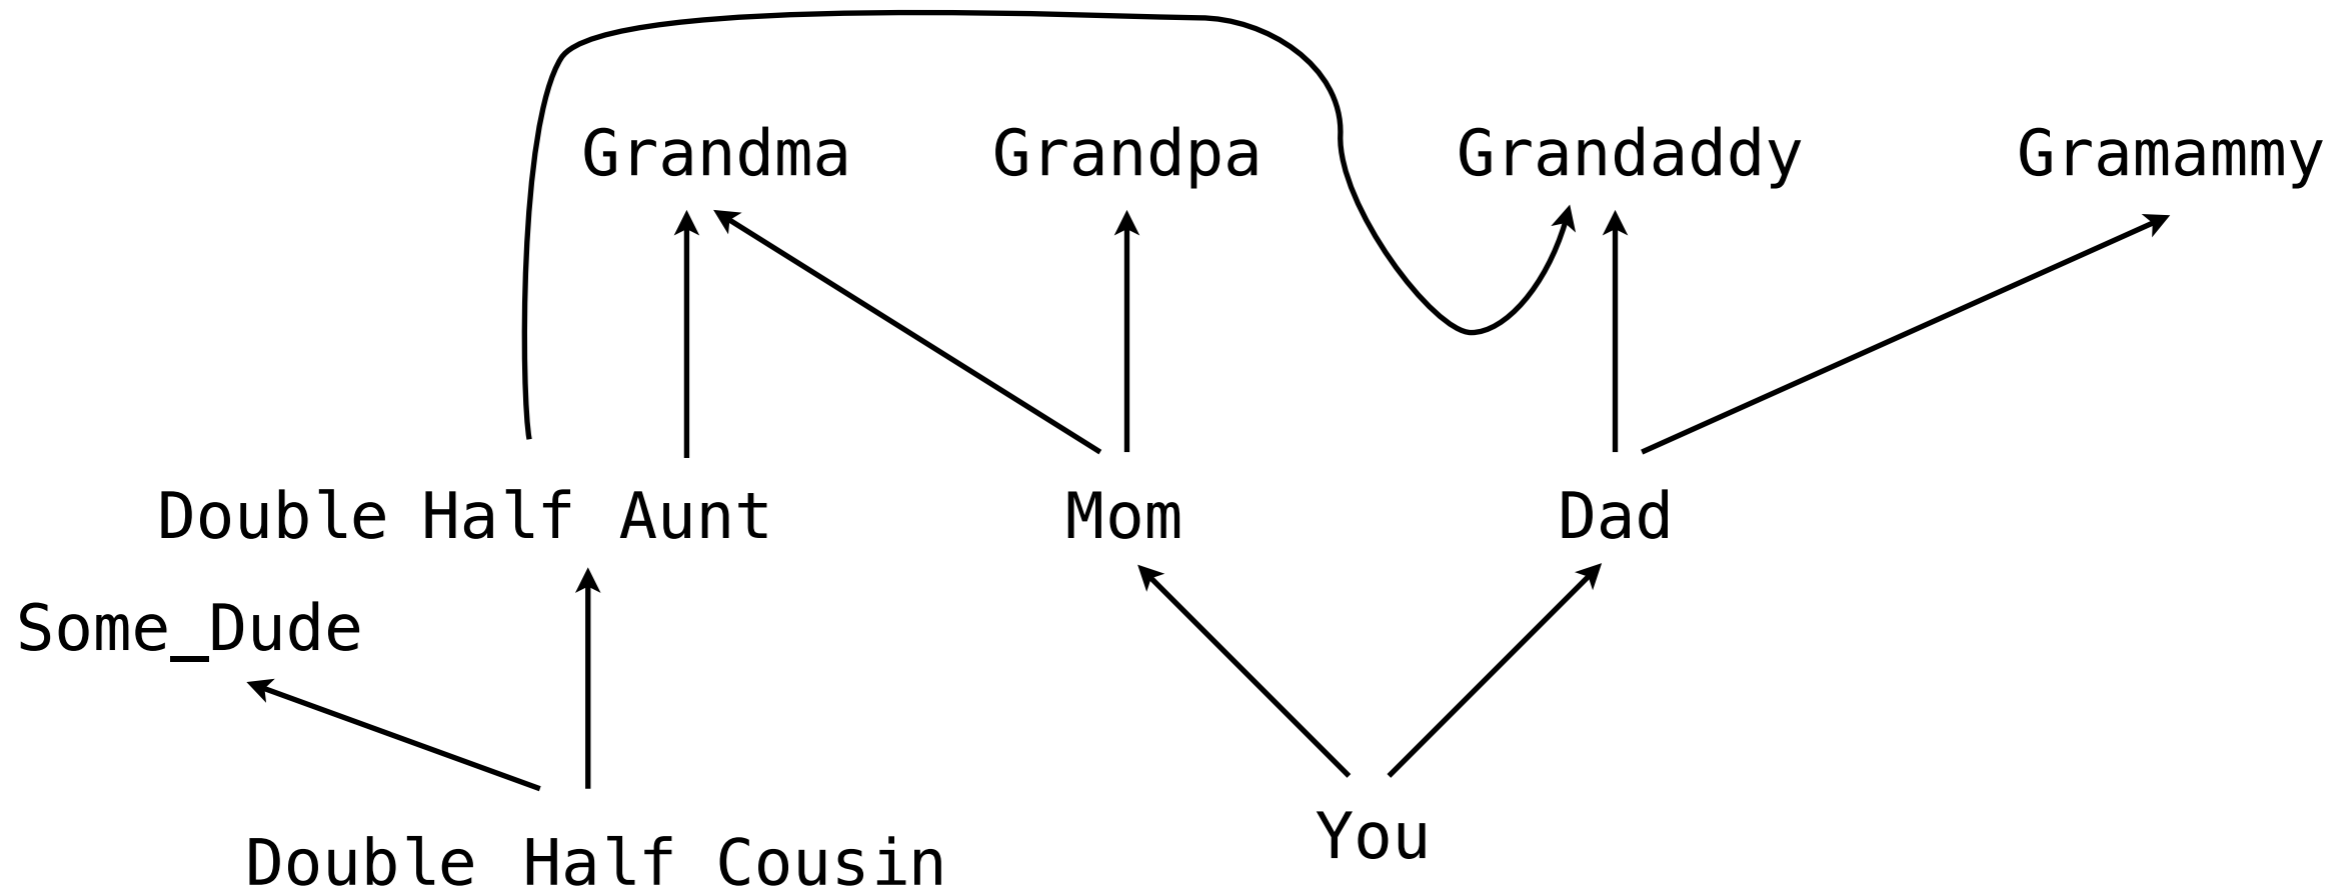 Grandma Grandpa Grandaddy Gramammy
Double Half Aunt Mom Dad
Some_Dude
You
Double Half Cousin